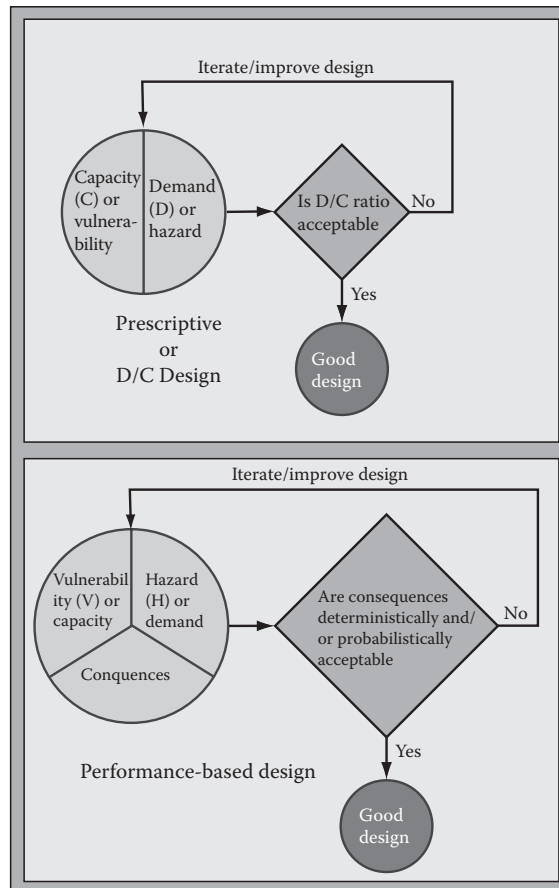 Iterate/improve design
Capacity
(C) or
vulnera-
bility
Demand
(D) or
hazard
Is D/C ratio
acceptable
No
Yes
Good
design
Prescriptive
or
D/C Design
Iterate/improve design
Vulnerabil
ity (V) or
capacity
Hazard
(H) or
demand
Conquences
Are consequences
deterministically and/
or probabilistically
acceptable
No
Yes
Good
design
Performance-based design